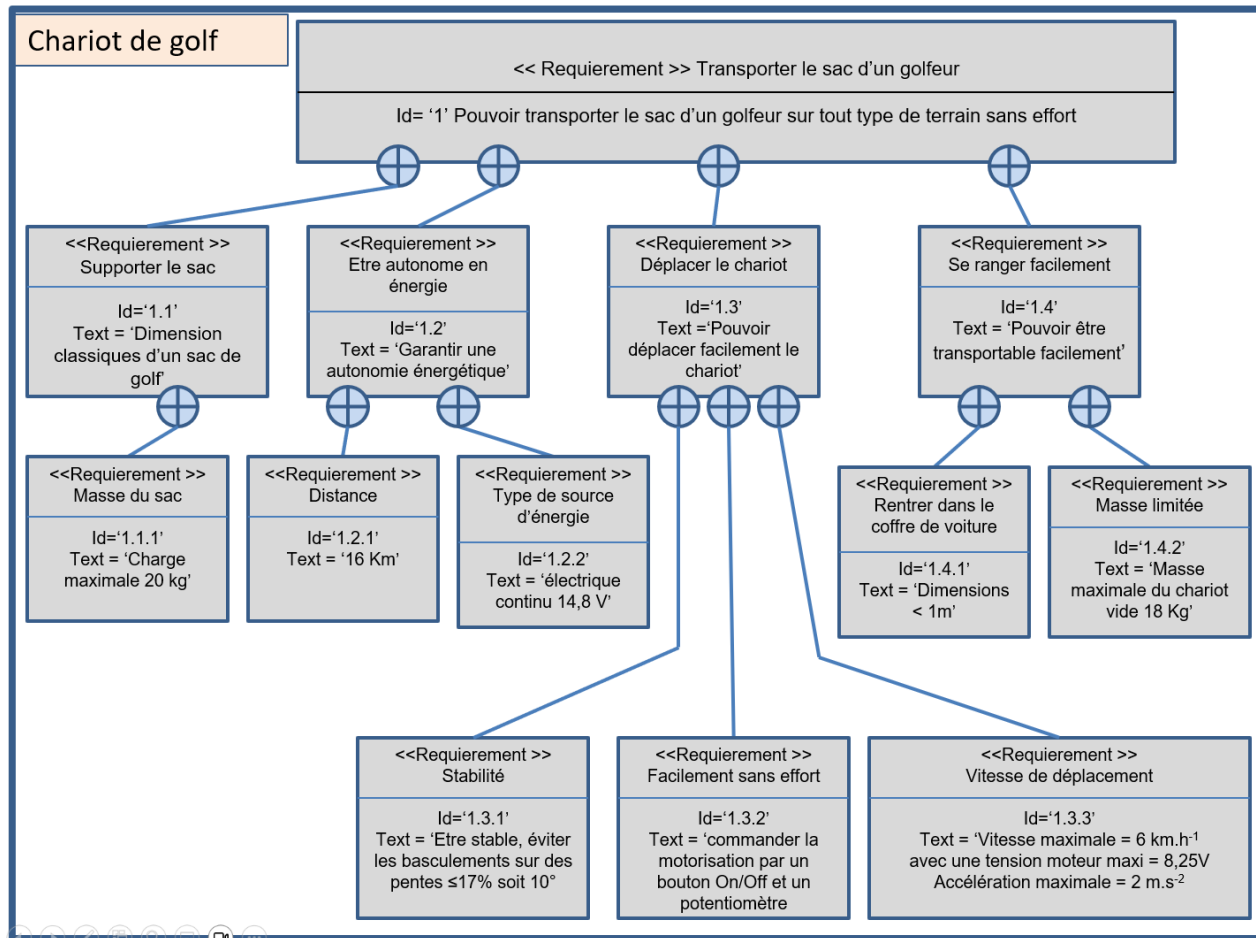 Chariot de golf
<< Requierement >> Transporter le sac d’un golfeur
Id= ‘1’ Pouvoir transporter le sac d’un golfeur sur tout type de terrain sans effort
<<Requierement >>
Supporter le sac
Id=‘1.1’
Text = ‘Dimension
classiques d’un sac de
golf’
<<Requierement >>
Etre autonome en
énergie
Id=‘1.2’
Text = ‘Garantir une
autonomie énergétique’
<<Requierement >>
Déplacer le chariot
Id=‘1.3’
Text =‘Pouvoir
déplacer facilement le
chariot’
<<Requierement >>
Se ranger facilement
Id=‘1.4’
Text = ‘Pouvoir être
transportable facilement’
<<Requierement >>
Masse du sac
Id=‘1.1.1’
Text = ‘Charge
maximale 20 kg’
<<Requierement >>
Distance
Id=‘1.2.1’
Text = ‘16 Km’
<<Requierement >>
Type de source
d’énergie
Id=‘1.2.2’
Text = ‘électrique
continu 14,8 V’
<<Requierement >>
Rentrer dans le
coffre de voiture
Id=‘1.4.1’
Text = ‘Dimensions
< 1m’
<<Requierement >>
Masse limitée
Id=‘1.4.2’
Text = ‘Masse
maximale du chariot
vide 18 Kg’
<<Requierement >>
Stabilité
Id=‘1.3.1’
Text = ‘Etre stable, éviter
les basculements sur des
pentes ≤17% soit 10°
<<Requierement >>
Facilement sans effort
Id=‘1.3.2’
Text = ‘commander la
motorisation par un
bouton On/Off et un
potentiomètre
<<Requierement >>
Vitesse de déplacement
Id=‘1.3.3’
Text = ‘Vitesse maximale = 6 km.h⁻¹
avec une tension moteur maxi = 8,25V
Accélération maximale = 2 m.s⁻²